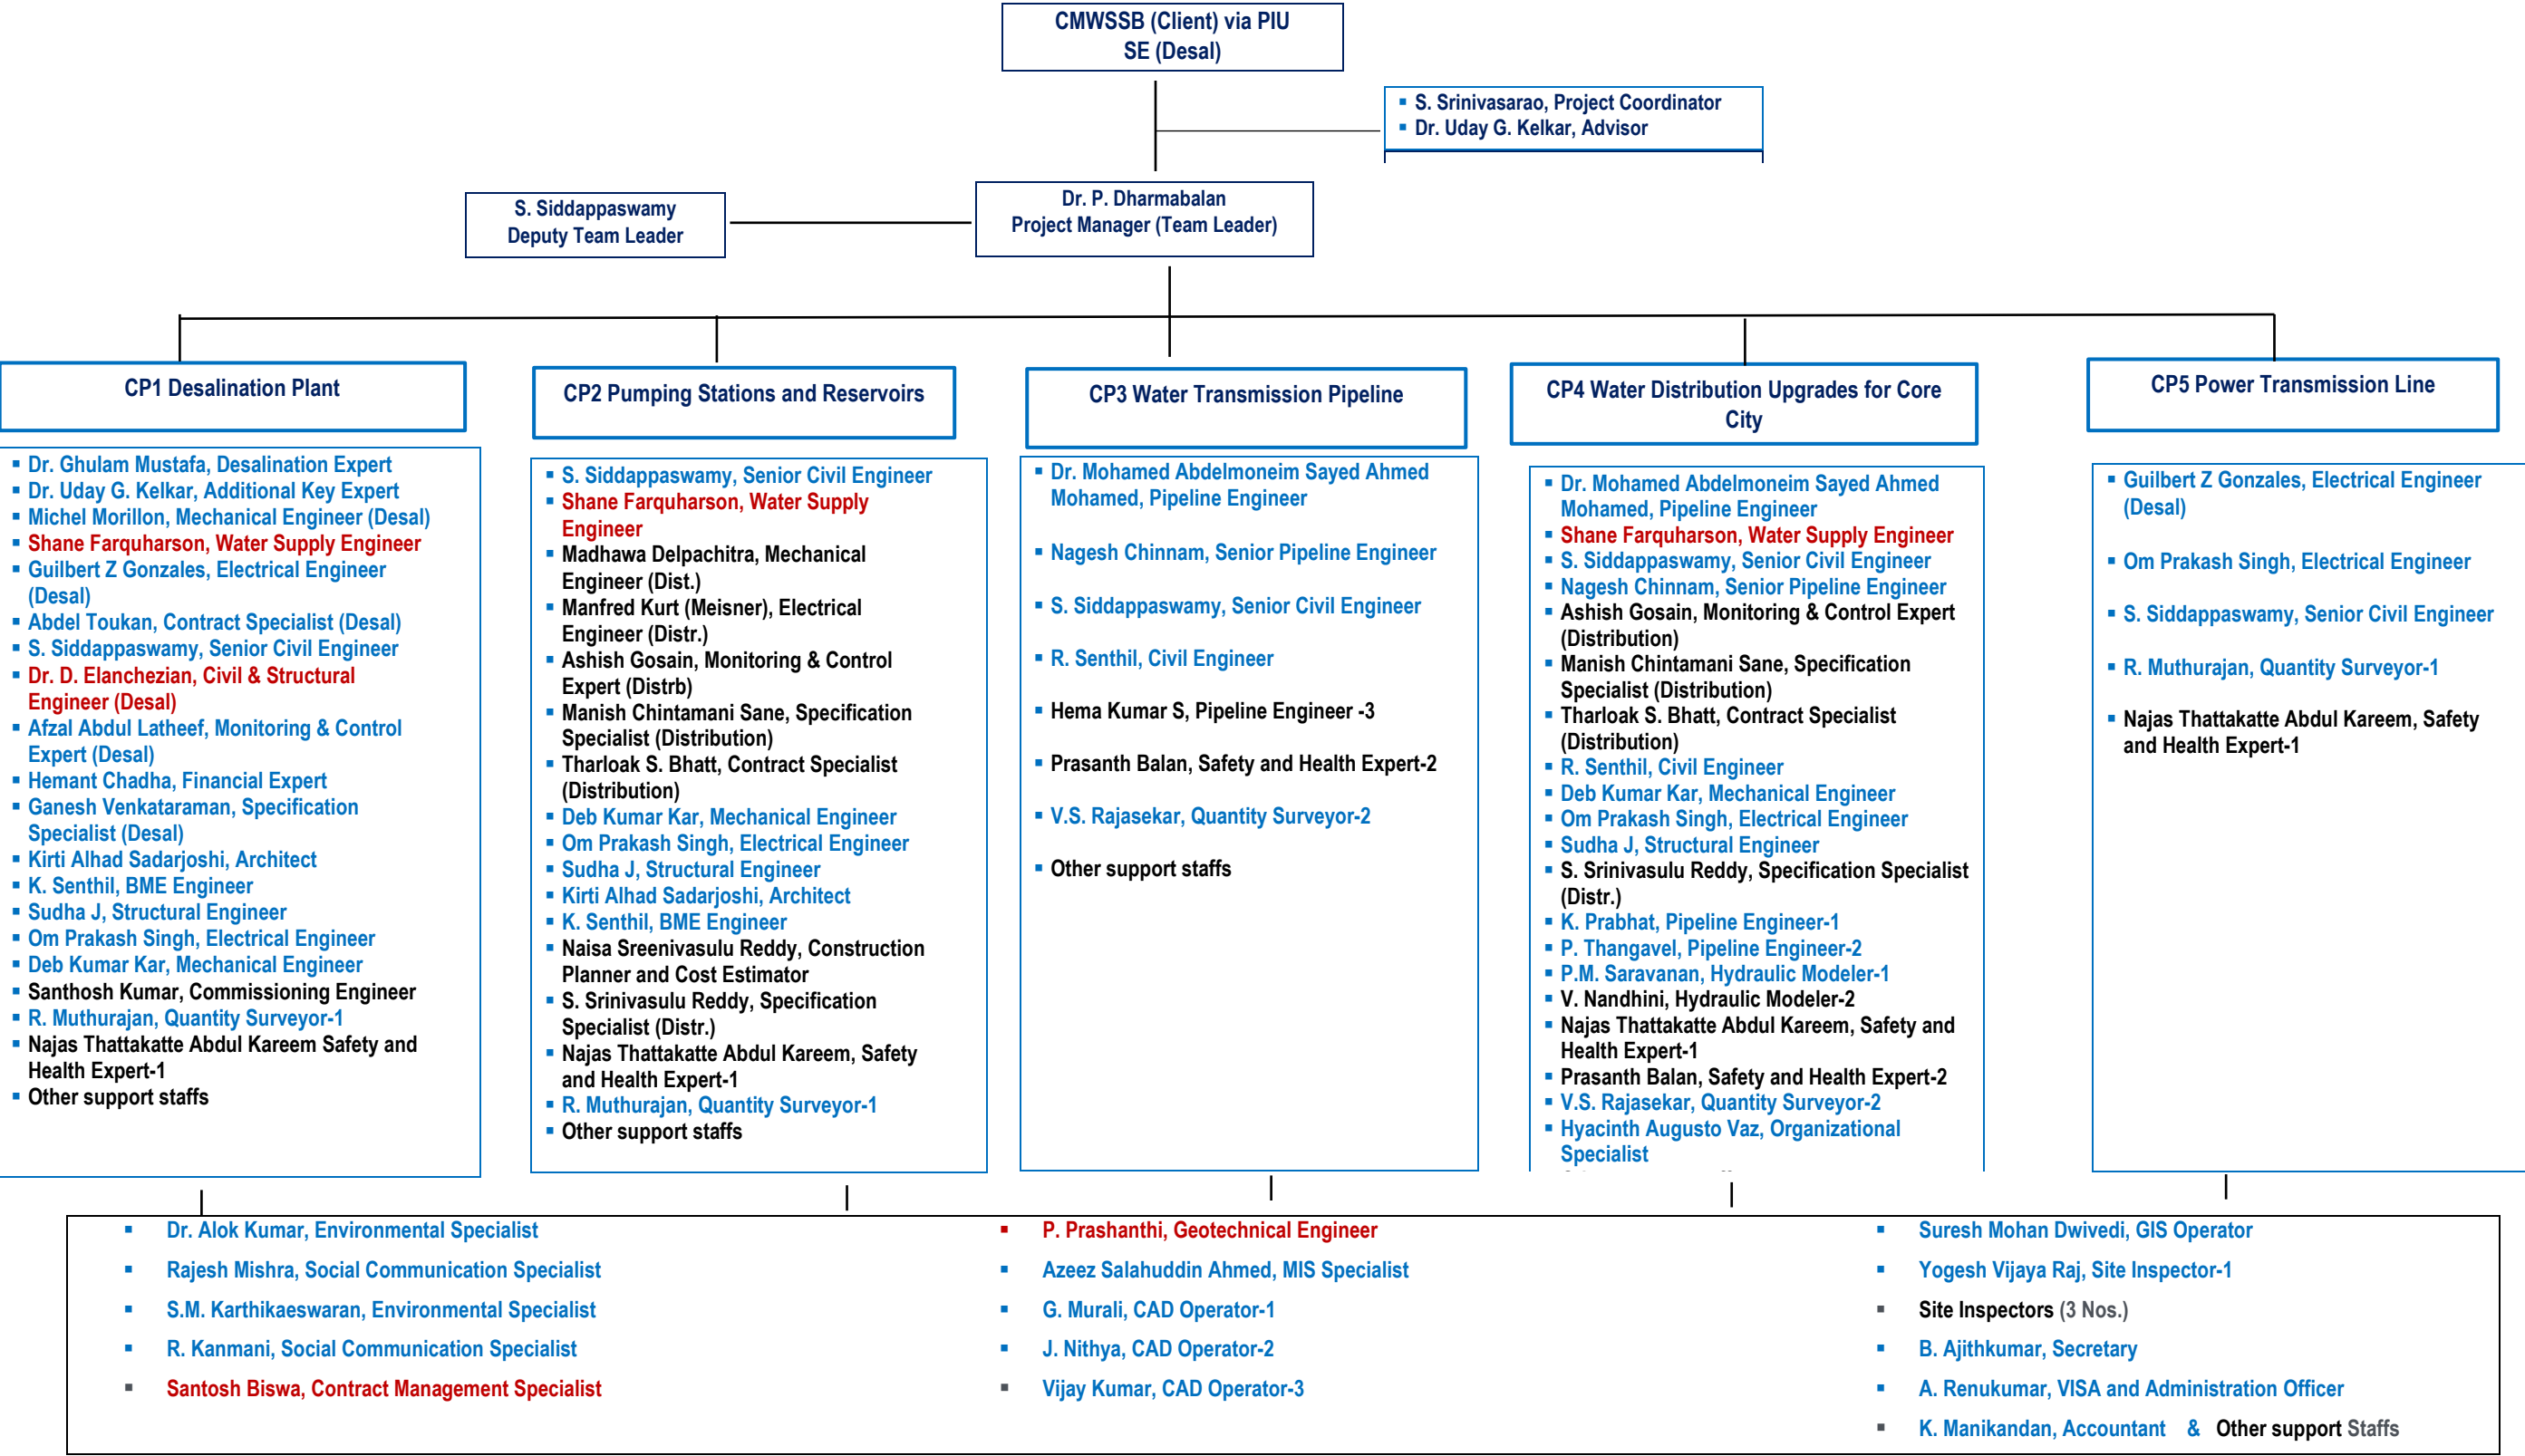 CMWSSB (Client) via PIU
SE (Desal)
▪ S. Srinivasarao, Project Coordinator
▪ Dr. Uday G. Kelkar, Advisor
S. Siddappaswamy
Deputy Team Leader
Dr. P. Dharmabalan
Project Manager (Team Leader)
CP1 Desalination Plant
▪ Dr. Ghulam Mustafa, Desalination Expert
▪ Dr. Uday G. Kelkar, Additional Key Expert
▪ Michel Morillon, Mechanical Engineer (Desal)
▪ Shane Farquharson, Water Supply Engineer
▪ Guilbert Z Gonzales, Electrical Engineer
(Desal)
▪ Abdel Toukan, Contract Specialist (Desal)
▪ S. Siddappaswamy, Senior Civil Engineer
▪ Dr. D. Elanchezian, Civil & Structural
Engineer (Desal)
▪ Afzal Abdul Latheef, Monitoring & Control
Expert (Desal)
▪ Hemant Chadha, Financial Expert
▪ Ganesh Venkataraman, Specification
Specialist (Desal)
▪ Kirti Alhad Sadarjoshi, Architect
▪ K. Senthil, BME Engineer
▪ Sudha J, Structural Engineer
▪ Om Prakash Singh, Electrical Engineer
▪ Deb Kumar Kar, Mechanical Engineer
▪ Santhosh Kumar, Commissioning Engineer
▪ R. Muthurajan, Quantity Surveyor-1
▪ Najas Thattakatte Abdul Kareem Safety and
Health Expert-1
▪ Other support staffs
CP2 Pumping Stations and Reservoirs
▪ S. Siddappaswamy, Senior Civil Engineer
▪ Shane Farquharson, Water Supply
Engineer
▪ Madhawa Delpachitra, Mechanical
Engineer (Dist.)
▪ Manfred Kurt (Meisner), Electrical
Engineer (Distr.)
▪ Ashish Gosain, Monitoring & Control
Expert (Distrb)
▪ Manish Chintamani Sane, Specification
Specialist (Distribution)
▪ Tharloak S. Bhatt, Contract Specialist
(Distribution)
▪ Deb Kumar Kar, Mechanical Engineer
▪ Om Prakash Singh, Electrical Engineer
▪ Sudha J, Structural Engineer
▪ Kirti Alhad Sadarjoshi, Architect
▪ K. Senthil, BME Engineer
▪ Naisa Sreenivasulu Reddy, Construction
Planner and Cost Estimator
▪ S. Srinivasulu Reddy, Specification
Specialist (Distr.)
▪ Najas Thattakatte Abdul Kareem, Safety
and Health Expert-1
▪ R. Muthurajan, Quantity Surveyor-1
▪ Other support staffs
CP3 Water Transmission Pipeline
▪ Dr. Mohamed Abdelmoneim Sayed Ahmed
Mohamed, Pipeline Engineer
▪ Nagesh Chinnam, Senior Pipeline Engineer
▪ S. Siddappaswamy, Senior Civil Engineer
▪ R. Senthil, Civil Engineer
▪ Hema Kumar S, Pipeline Engineer -3
▪ Prasanth Balan, Safety and Health Expert-2
▪ V.S. Rajasekar, Quantity Surveyor-2
▪ Other support staffs
CP4 Water Distribution Upgrades for Core
City
▪ Dr. Mohamed Abdelmoneim Sayed Ahmed
Mohamed, Pipeline Engineer
▪ Shane Farquharson, Water Supply Engineer
▪ S. Siddappaswamy, Senior Civil Engineer
▪ Nagesh Chinnam, Senior Pipeline Engineer
▪ Ashish Gosain, Monitoring & Control Expert
(Distribution)
▪ Manish Chintamani Sane, Specification
Specialist (Distribution)
▪ Tharloak S. Bhatt, Contract Specialist
(Distribution)
▪ R. Senthil, Civil Engineer
▪ Deb Kumar Kar, Mechanical Engineer
▪ Om Prakash Singh, Electrical Engineer
▪ Sudha J, Structural Engineer
▪ S. Srinivasulu Reddy, Specification Specialist
(Distr.)
▪ K. Prabhat, Pipeline Engineer-1
▪ P. Thangavel, Pipeline Engineer-2
▪ P.M. Saravanan, Hydraulic Modeler-1
▪ V. Nandhini, Hydraulic Modeler-2
▪ Najas Thattakatte Abdul Kareem, Safety and
Health Expert-1
▪ Prasanth Balan, Safety and Health Expert-2
▪ V.S. Rajasekar, Quantity Surveyor-2
▪ Hyacinth Augusto Vaz, Organizational
Specialist
CP5 Power Transmission Line
▪ Guilbert Z Gonzales, Electrical Engineer
(Desal)
▪ Om Prakash Singh, Electrical Engineer
▪ S. Siddappaswamy, Senior Civil Engineer
▪ R. Muthurajan, Quantity Surveyor-1
▪ Najas Thattakatte Abdul Kareem, Safety
and Health Expert-1
▪ Dr. Alok Kumar, Environmental Specialist
▪ Rajesh Mishra, Social Communication Specialist
▪ S.M. Karthikaeswaran, Environmental Specialist
▪ R. Kanmani, Social Communication Specialist
▪ Santosh Biswa, Contract Management Specialist
▪ P. Prashanthi, Geotechnical Engineer
▪ Azeez Salahuddin Ahmed, MIS Specialist
▪ G. Murali, CAD Operator-1
▪ J. Nithya, CAD Operator-2
▪ Vijay Kumar, CAD Operator-3
▪ Suresh Mohan Dwivedi, GIS Operator
▪ Yogesh Vijaya Raj, Site Inspector-1
▪ Site Inspectors (3 Nos.)
▪ B. Ajithkumar, Secretary
▪ A. Renukumar, VISA and Administration Officer
▪ K. Manikandan, Accountant & Other support Staffs